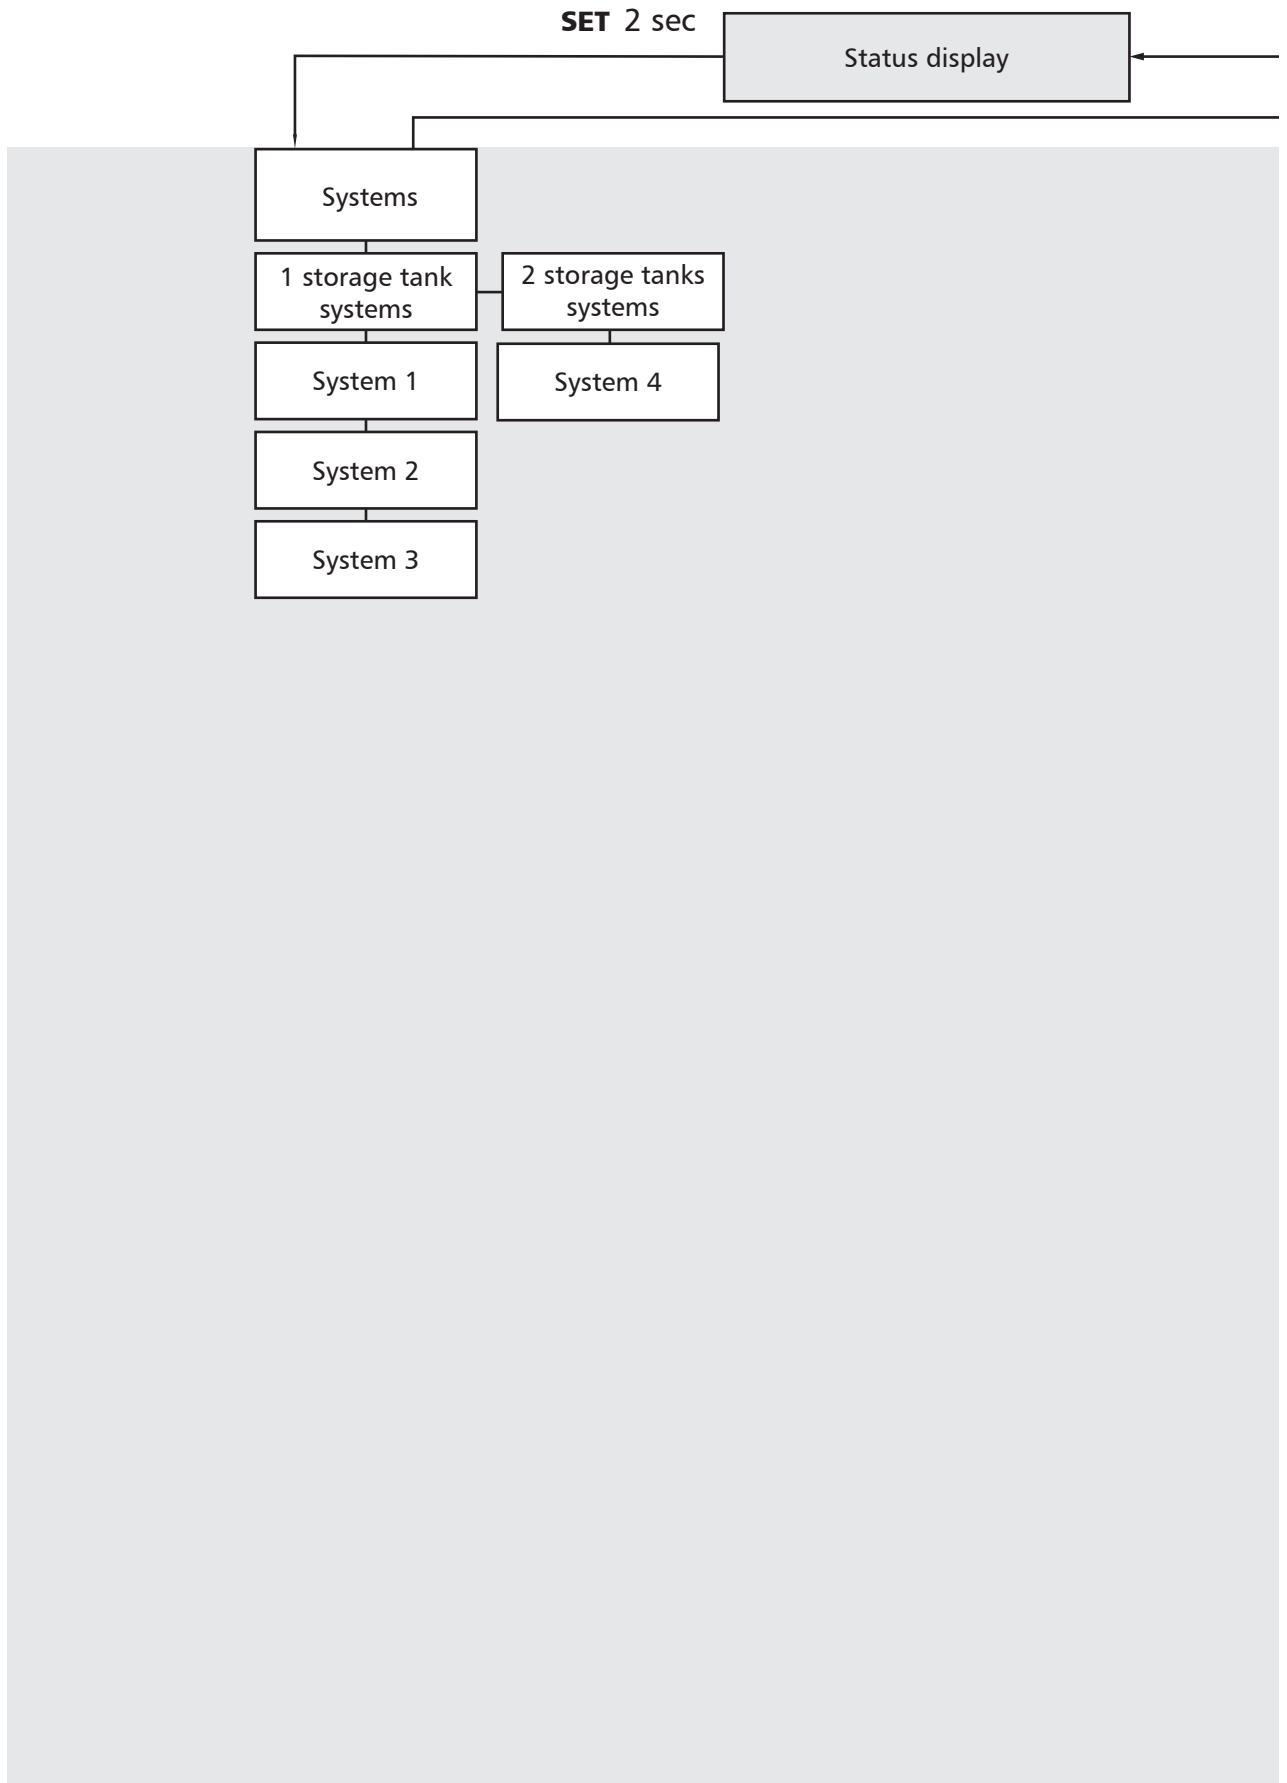 SET 2 sec
Status display
Systems
1 storage tank
systems
2 storage tanks
systems
System 1
System 4
System 2
System 3